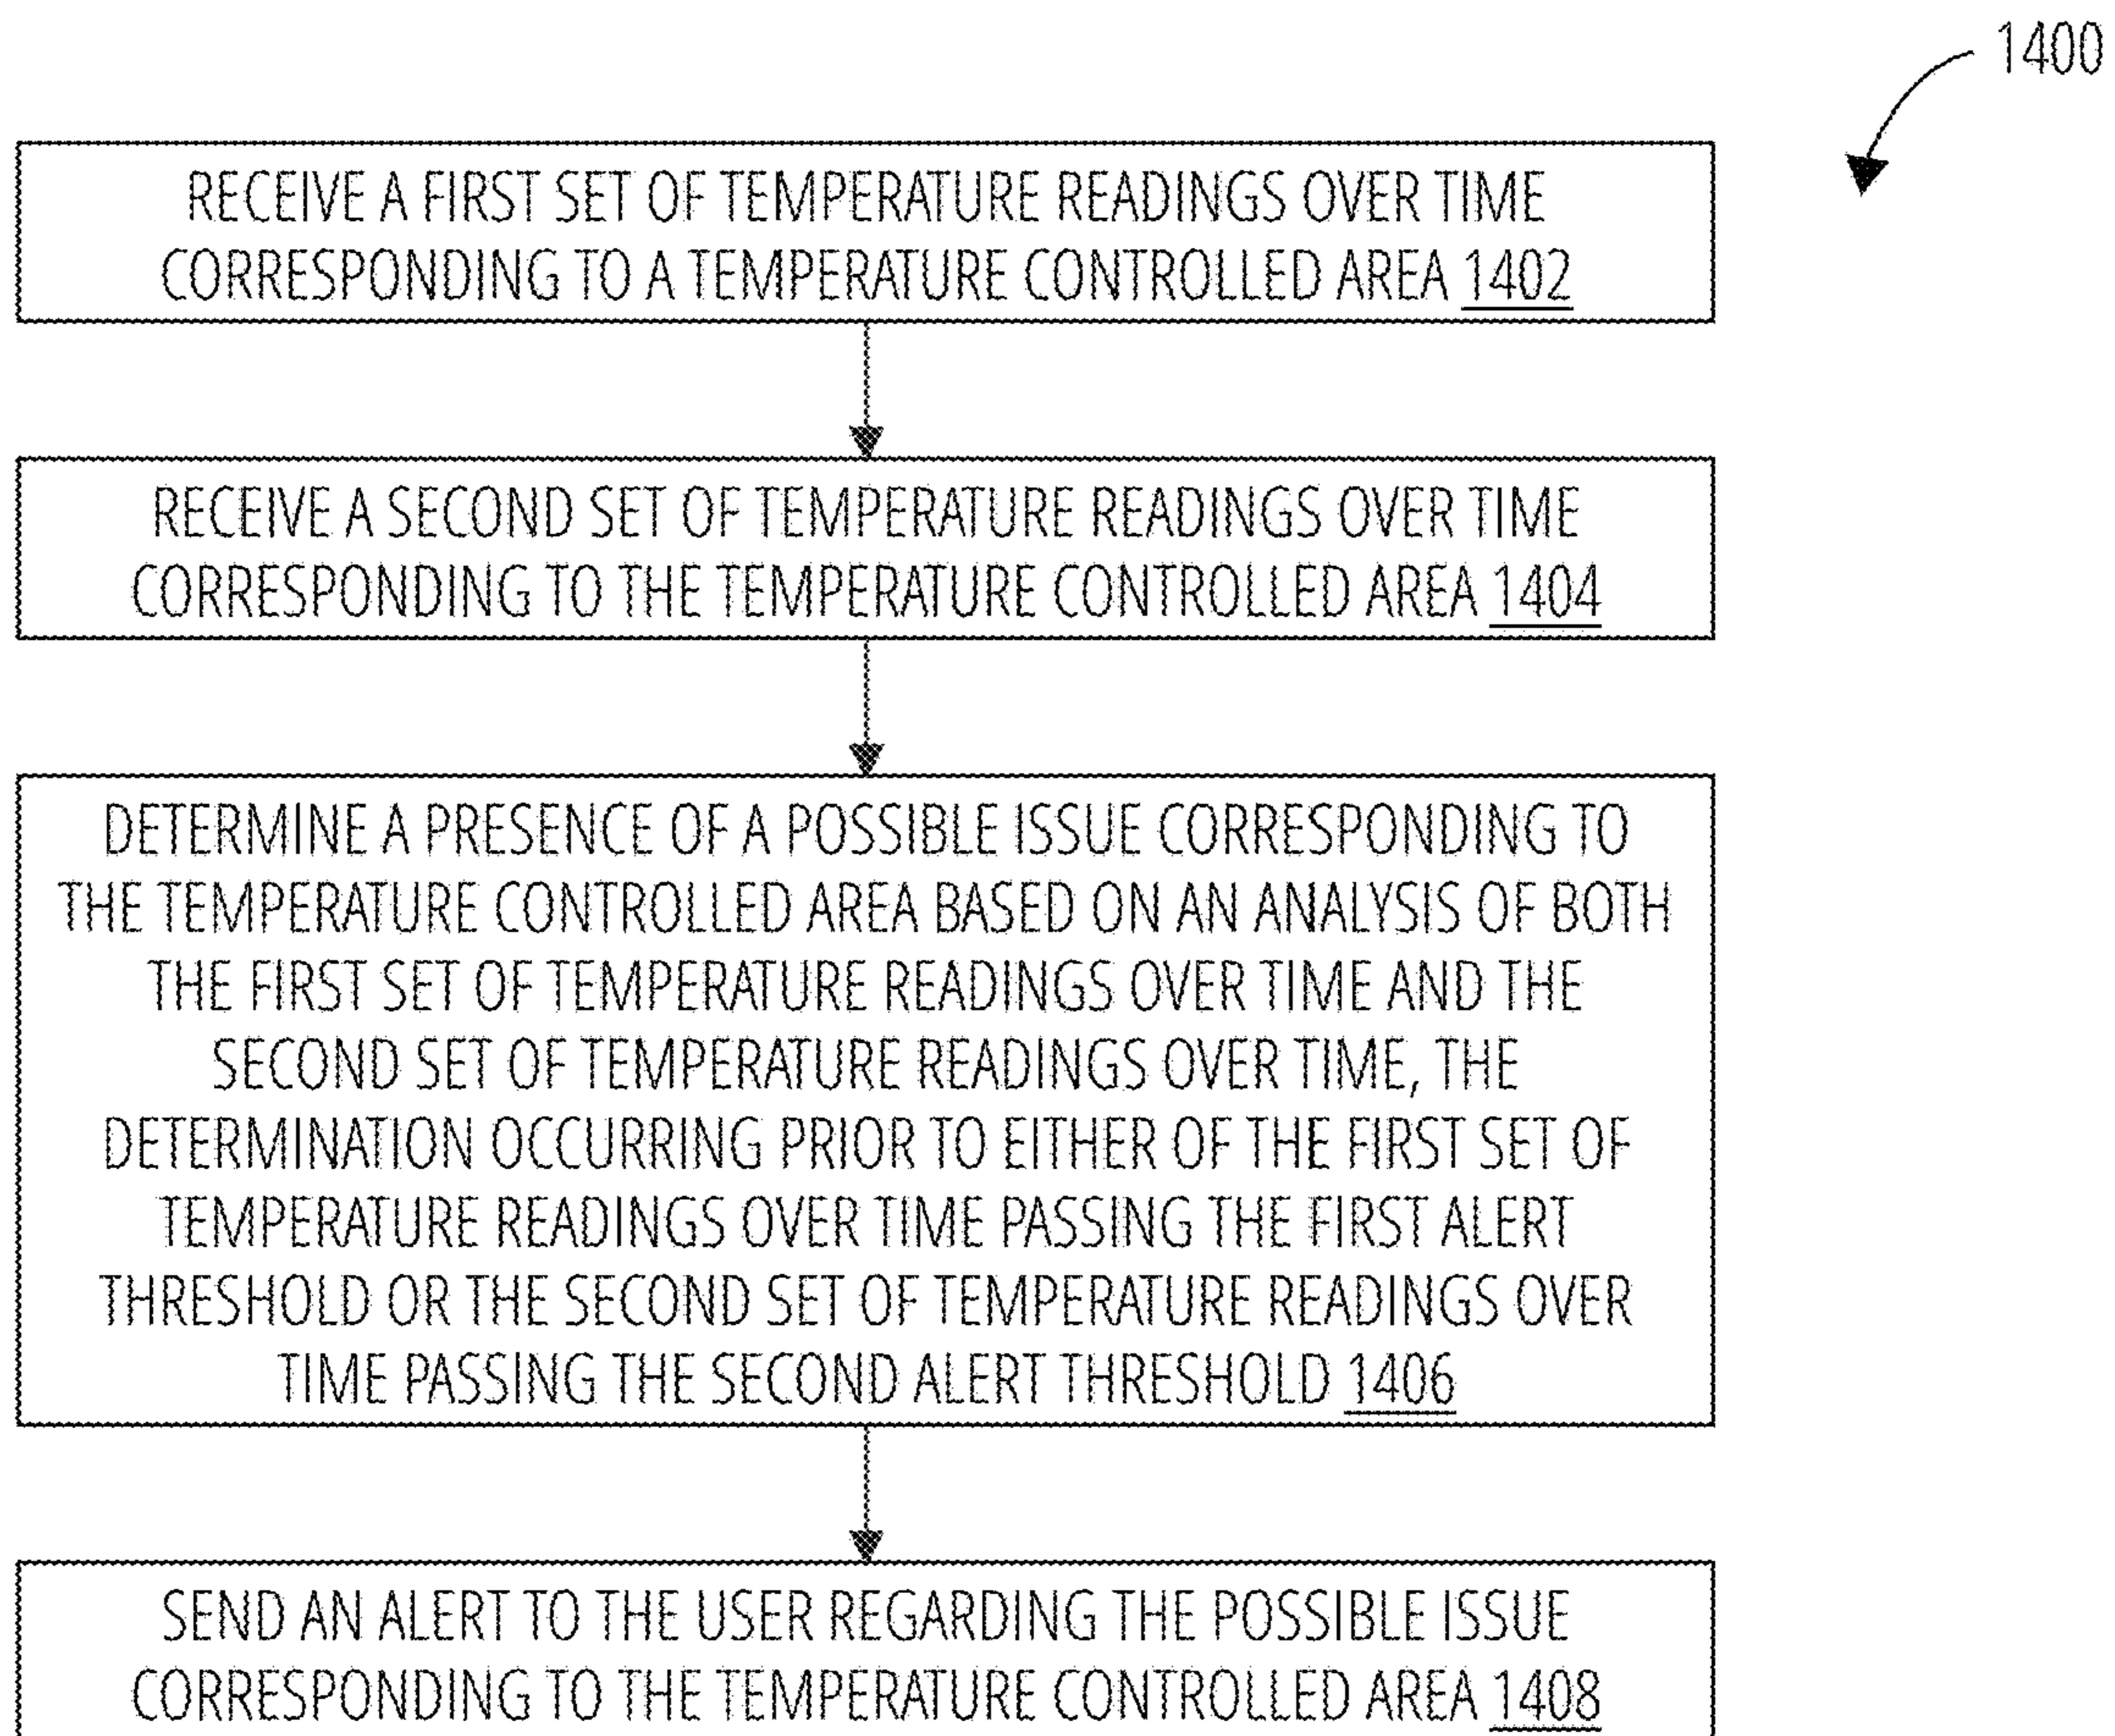 1400
RECEIVE A FIRST SET OF TEMPERATURE READINGS OVER TIME
CORRESPONDING TO A TEMPERATURE CONTROLLED AREA 1402
RECEIVE A SECOND SET OF TEMPERATURE READINGS OVER TIME
CORRESPONDING TO THE TEMPERATURE CONTROLLED AREA 1404
DETERMINE A PRESENCE OF A POSSIBLE ISSUE CORRESPONDING TO
THE TEMPERATURE CONTROLLED AREA BASED ON AN ANALYSIS OF BOTH
THE FIRST SET OF TEMPERATURE READINGS OVER TIME AND THE
SECOND SET OF TEMPERATURE READINGS OVER TIME, THE
DETERMINATION OCCURRING PRIOR TO EITHER OF THE FIRST SET OF
TEMPERATURE READINGS OVER TIME PASSING THE FIRST ALERT
THRESHOLD OR THE SECOND SET OF TEMPERATURE READINGS OVER
TIME PASSING THE SECOND ALERT THRESHOLD 1406
SEND AN ALERT TO THE USER REGARDING THE POSSIBLE ISSUE
CORRESPONDING TO THE TEMPERATURE CONTROLLED AREA 1408